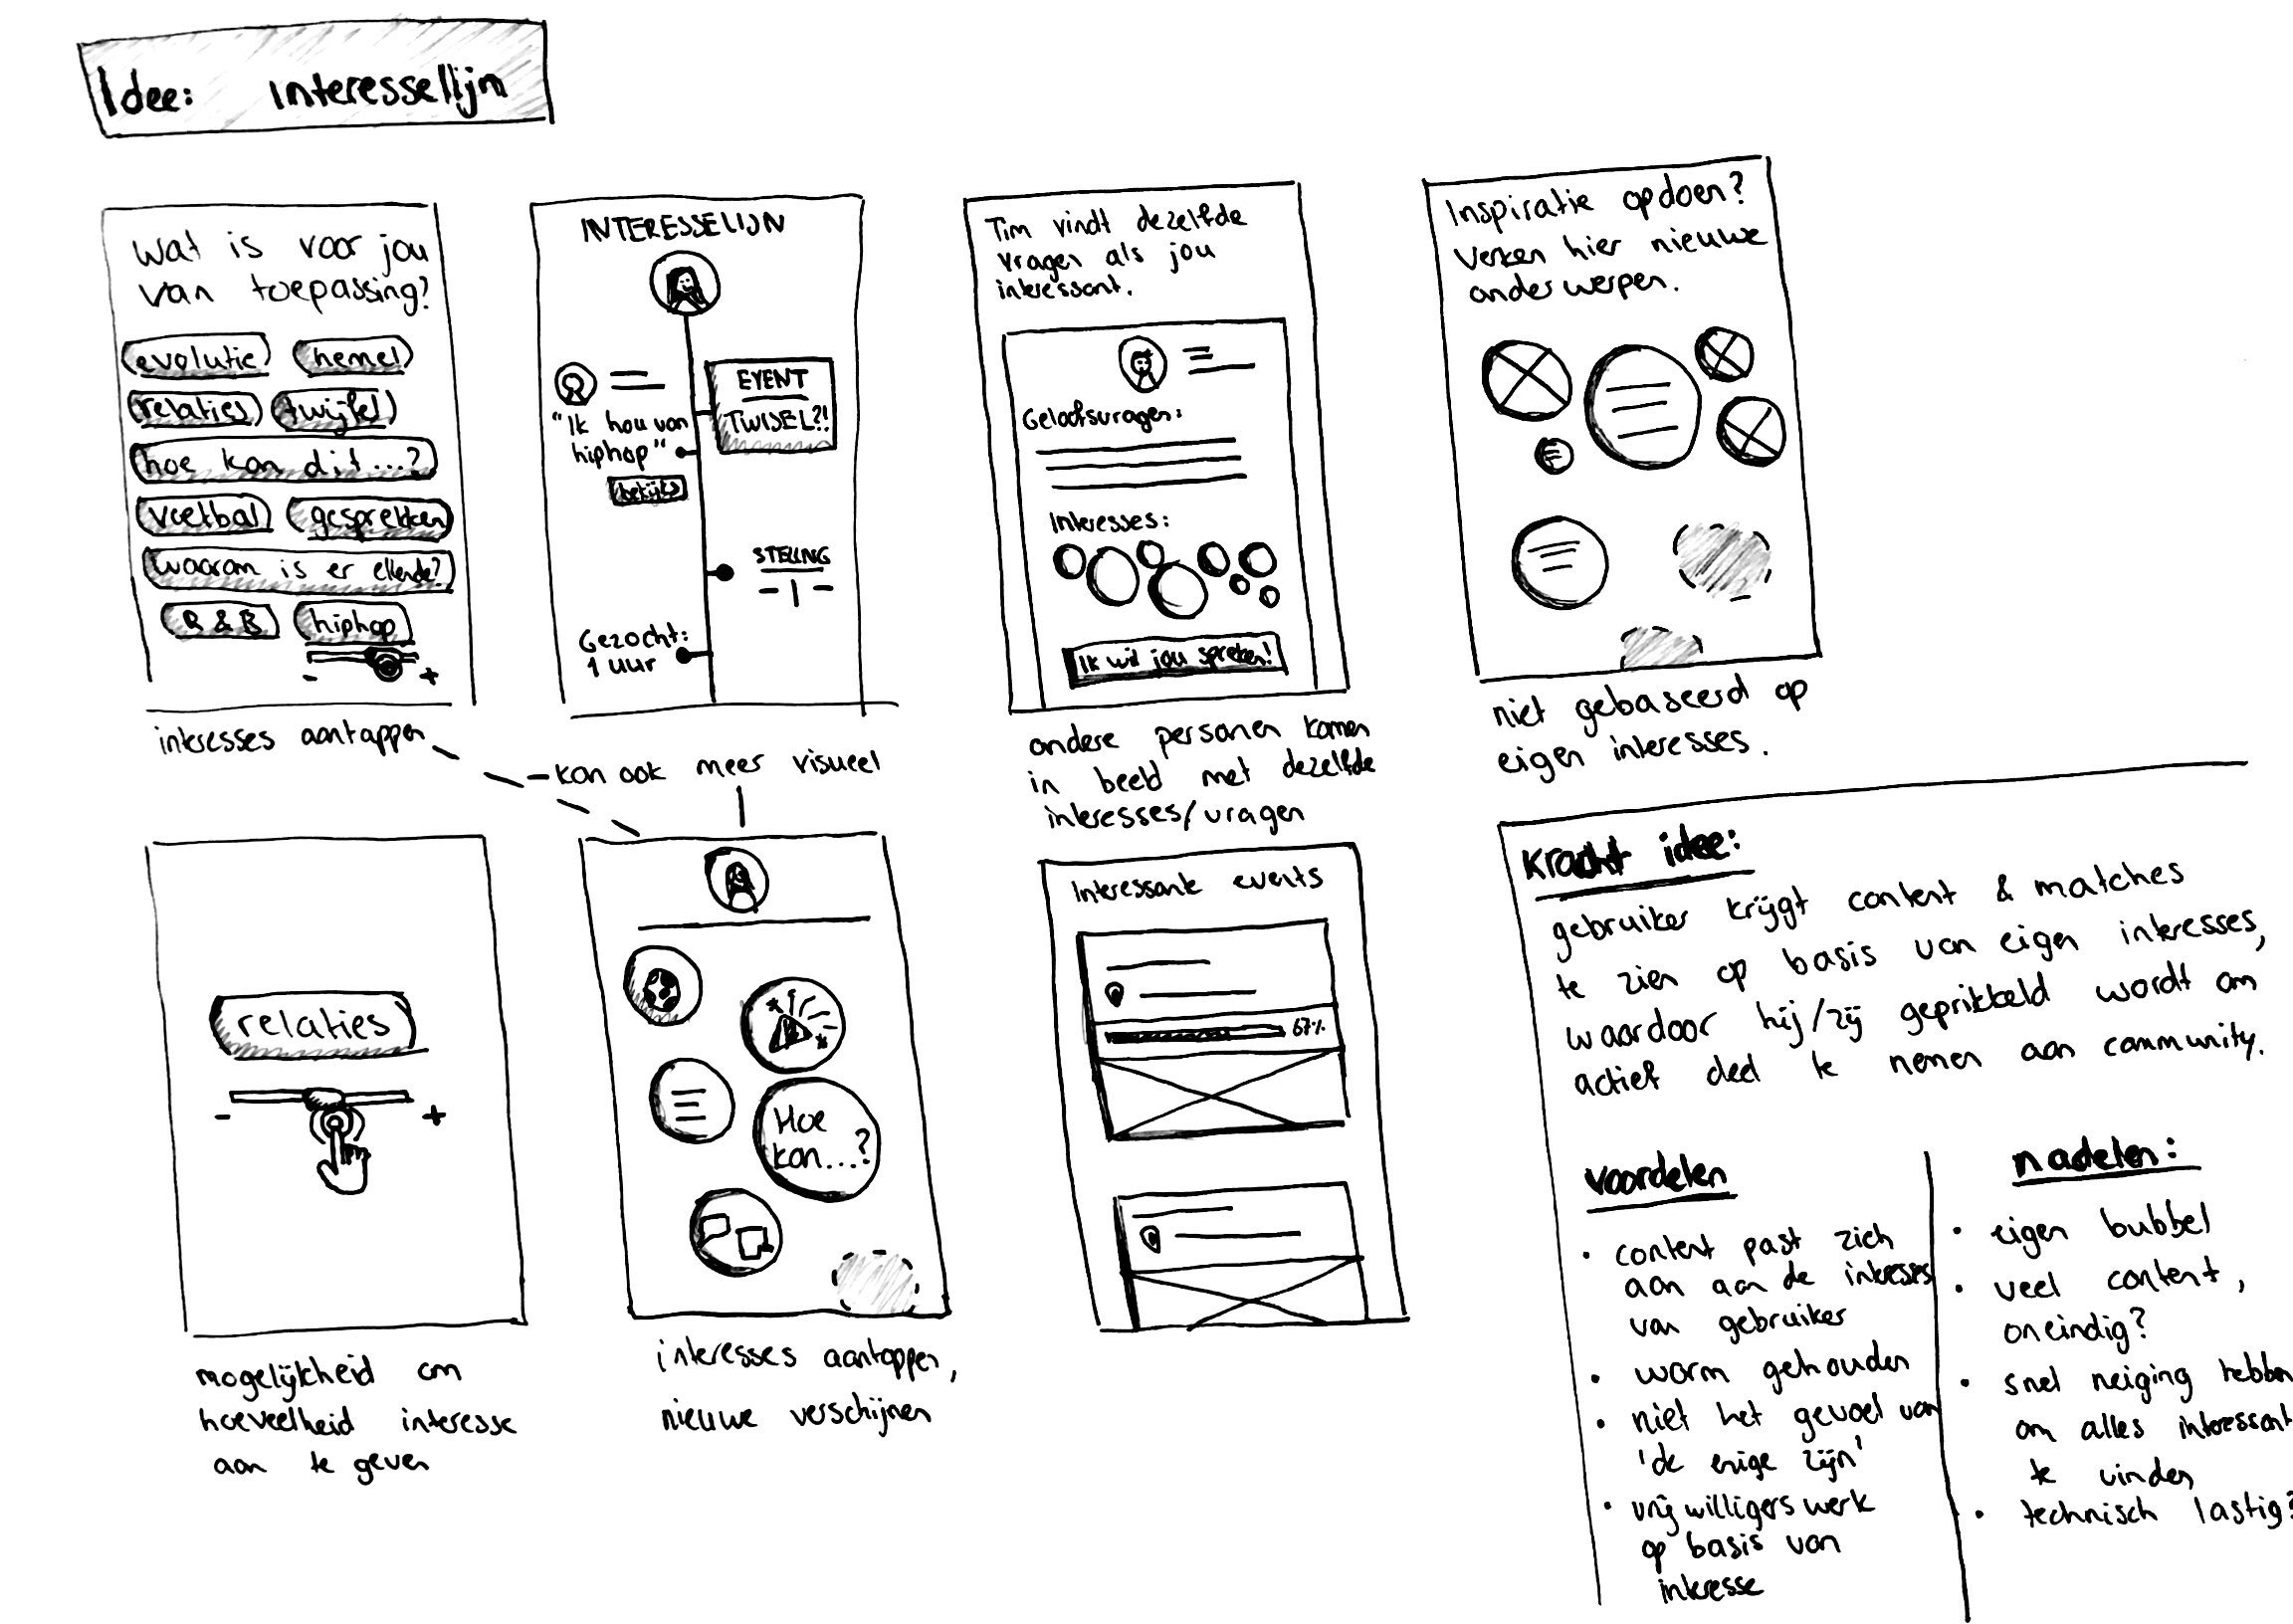 Idee: Interesselijn
Wat is voor jou
van toepassing?
evolutie hemel
relaties twijfel
hoe kan dit...?
voetbal gesprekken
waarom is er ellende?
R & B hiphop
- +
interesses aantappen
INTERESSELIJN
EVENT
TWIJSEL?!
"Ik hou van
hiphop"
bekijk
STELLING
Gezocht:
1 uur
kan ook meer visueel
Tim vindt dezelfde
vragen als jou
interessant.
Geloofsvragen:
Interesses:
Ik wil jou spreken!
andere personen komen
in beeld met dezelfde
interesses/vragen
Inspiratie opdoen?
Verken hier nieuwe
onderwerpen.
niet gebaseerd op
eigen interesses.
relaties
- +
mogelijkheid om
hoeveelheid interesse
aan te geven
Hoe
kan...?
interesses aantappen,
nieuwe verschijnen
Interessante events
67%
Kracht idee:
gebruiker krijgt content & matches
te zien op basis van eigen interesses,
waardoor hij/zij geprikkeld wordt om
actief deel te nemen aan community.
voordelen
• content past zich
aan aan de interesses
van gebruiker
• warm gehouden
• niet het gevoel van
'de enige zijn'
• vrijwilligerswerk
op basis van
interesse
nadelen:
• eigen bubbel
• veel content,
oneindig?
• snel neiging hebben
om alles interessant
te vinden
• technisch lastig?